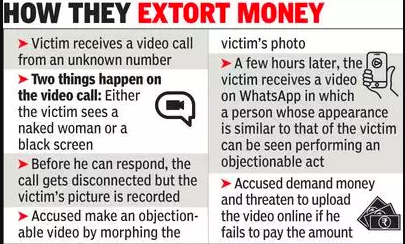 HOW THEY EXTORT MONEY
➤ Victim receives a video call
from an unknown number
➤ Two things happen on
the video call: Either
the victim sees a
naked woman or a
black screen
➤ Before he can respond, the
call gets disconnected but the
victim's picture is recorded
➤ Accused make an objection-
able video by morphing the
victim's photo
➤ A few hours later, the
victim receives a video
on WhatsApp in which
a person whose appearance
is similar to that of the victim
can be seen performing an
objectionable act
➤ Accused demand money
and threaten to upload
the video online if he
fails to pay the amount
₹